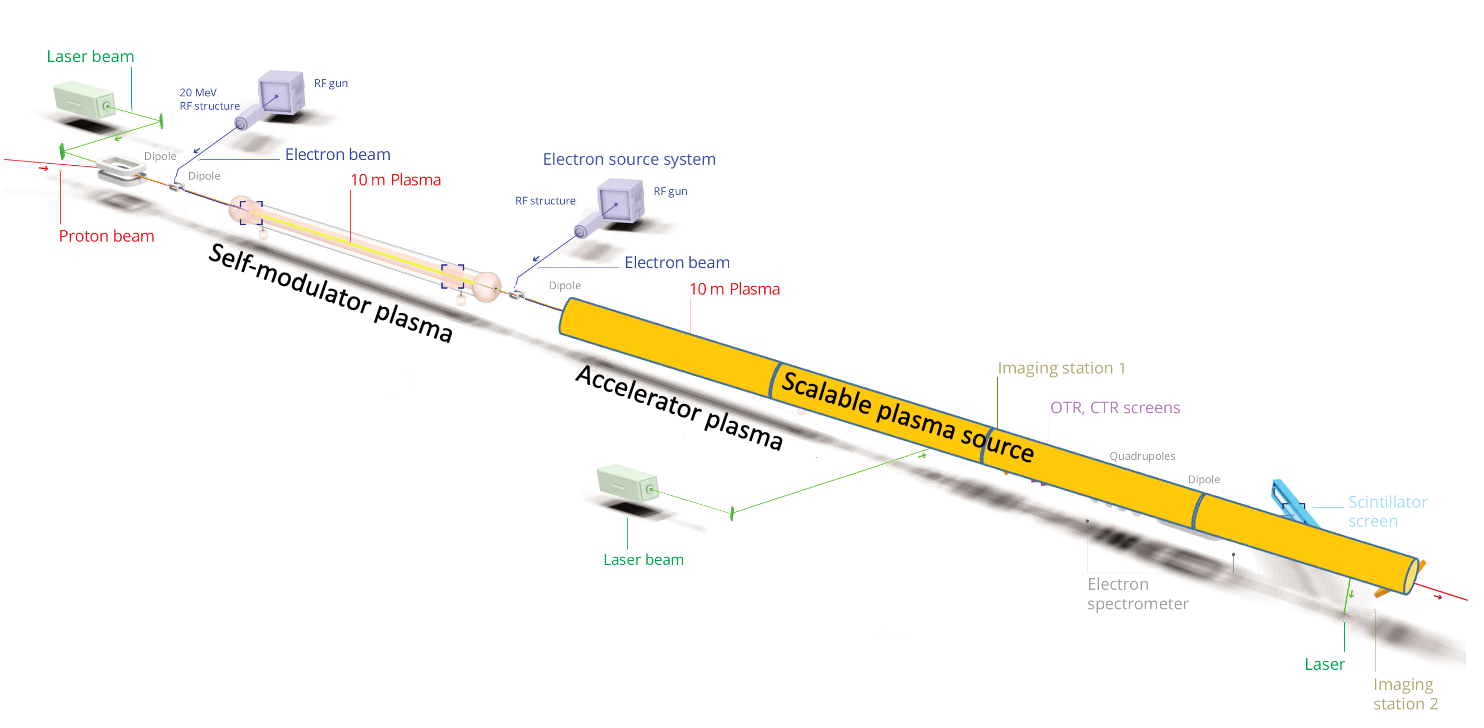 Laser beam
20 MeV
RF structure
RF gun
Dipole
Electron beam
Dipole
10 m Plasma
Proton beam
Self-modulator plasma
Electron source system
RF structure
RF gun
Electron beam
Dipole
10 m Plasma
Accelerator plasma
Scalable plasma source
Imaging station 1
OTR, CTR screens
Quadrupoles
Dipole
Scintillator
screen
Laser beam
Electron
spectrometer
Laser
Imaging
station 2